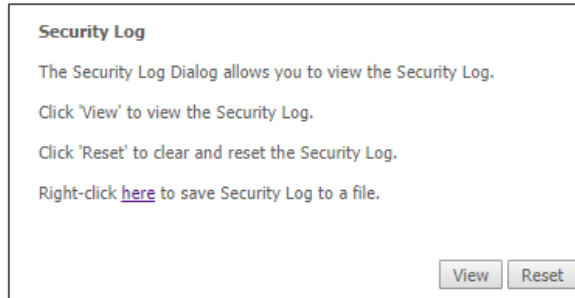 Security Log
The Security Log Dialog allows you to view the Security Log.
Click 'View' to view the Security Log.
Click 'Reset' to clear and reset the Security Log.
Right-click here to save Security Log to a file.
View Reset